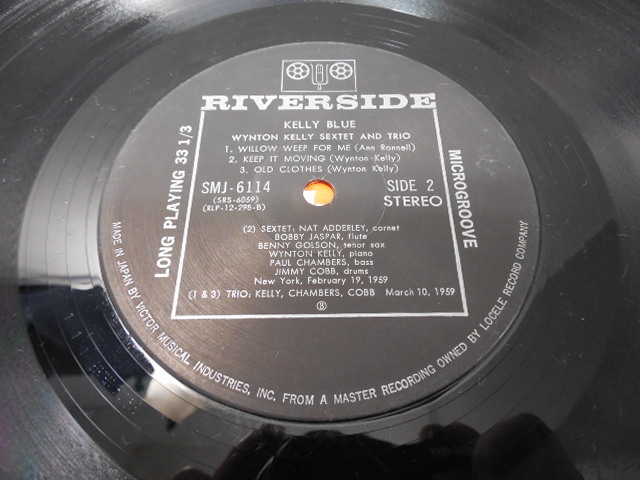 RIVERSIDE
KELLY BLUE
WYNTON KELLY SEXTET AND TRIO
1. WILLOW WEEP FOR ME (Ann Ronnell)
2. KEEP IT MOVING (Wynton Kelly)
3. OLD CLOTHES (Wynton Kelly)
SMJ-6114
(SRS-6059)
(RLP-12-298-B)
SIDE 2
STEREO
LONG PLAYING 33 1/3
MICROGROOVE
(2) SEXTET; NAT ADDERLEY, cornet
BOBBY JASPAR, flute
BENNY GOLSON, tenor sax
WYNTON KELLY, piano
PAUL CHAMBERS, bass
JIMMY COBB, drums
New York, February 19, 1959
(1 & 3) TRIO: KELLY, CHAMBERS, COBB March 10, 1959
Ⓢ
MADE IN JAPAN BY VICTOR MUSICAL INDUSTRIES, INC. FROM A MASTER RECORDING OWNED BY LOCELE RECORD COMPANY